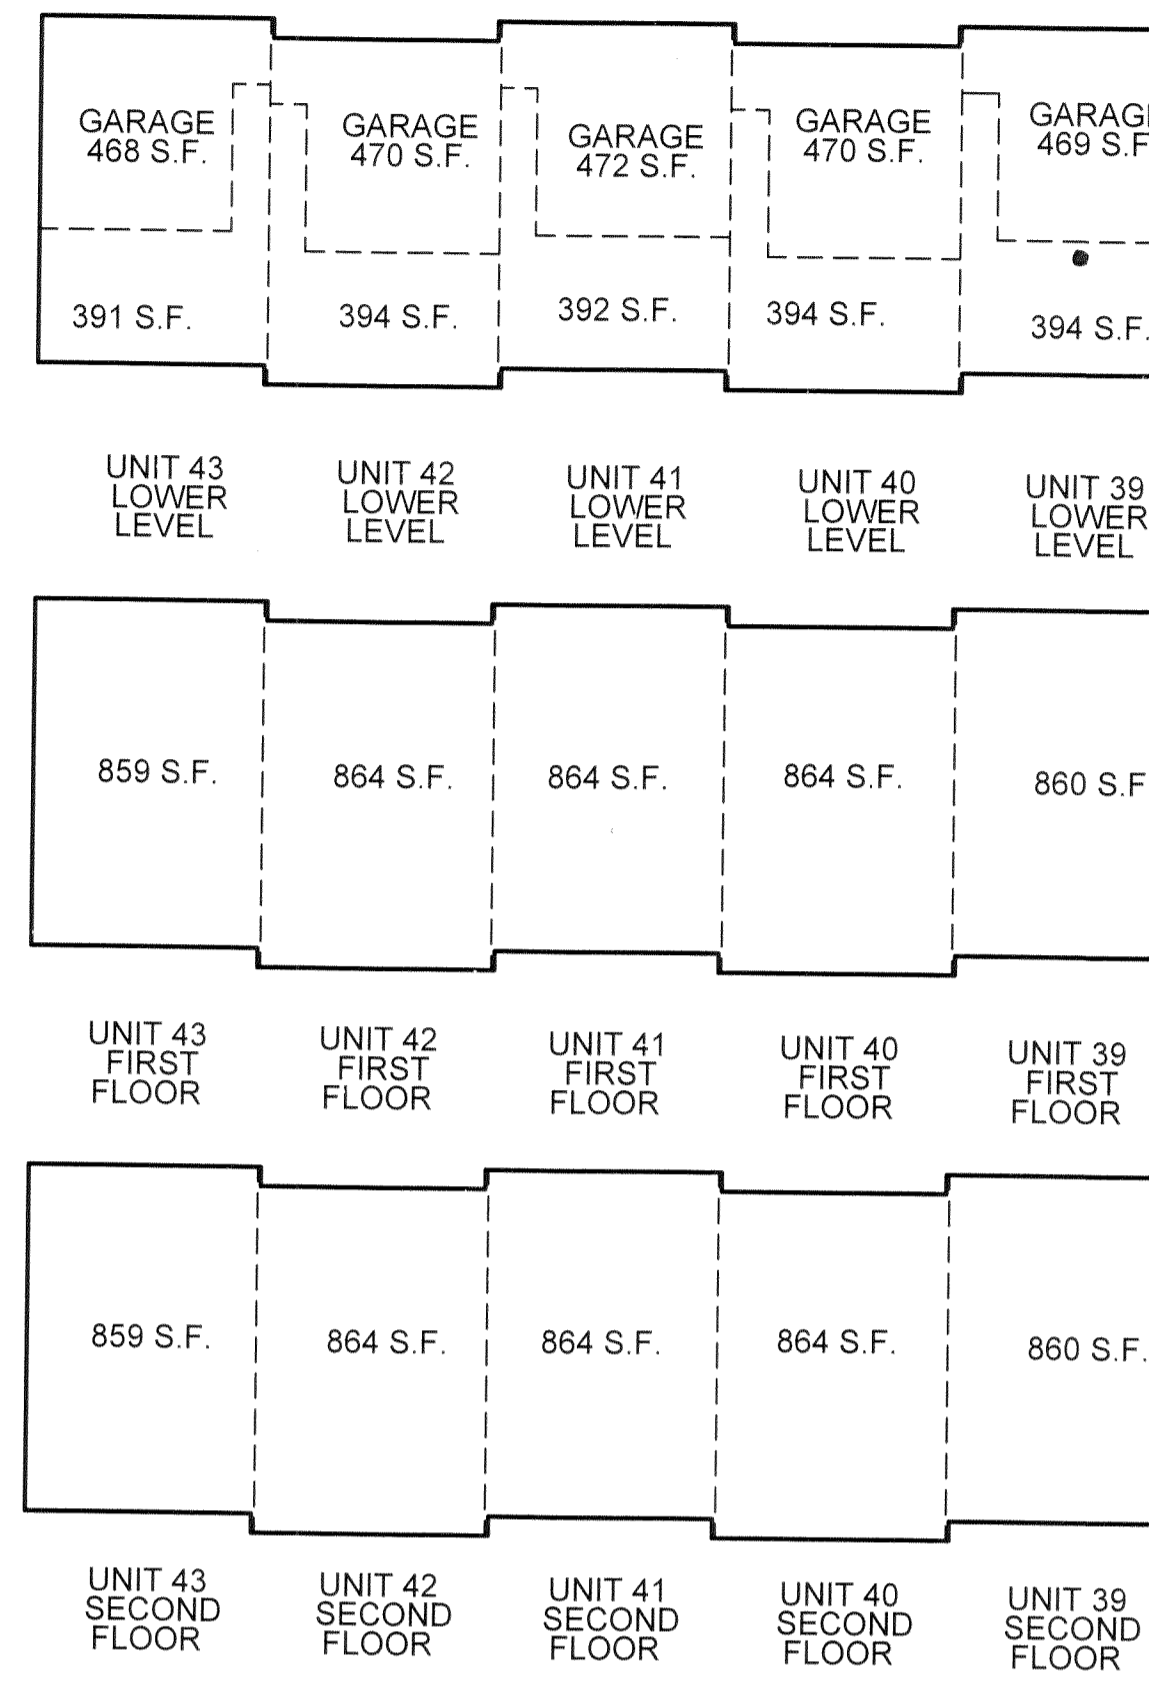 GARAGE
468 S.F.
GARAGE
470 S.F.
GARAGE
472 S.F.
GARAGE
470 S.F.
GARAGE
469 S.F.
391 S.F.
394 S.F.
392 S.F.
394 S.F.
394 S.F.
UNIT 43
LOWER
LEVEL
UNIT 42
LOWER
LEVEL
UNIT 41
LOWER
LEVEL
UNIT 40
LOWER
LEVEL
UNIT 39
LOWER
LEVEL
859 S.F.
864 S.F.
864 S.F.
864 S.F.
860 S.F
UNIT 43
FIRST
FLOOR
UNIT 42
FIRST
FLOOR
UNIT 41
FIRST
FLOOR
UNIT 40
FIRST
FLOOR
UNIT 39
FIRST
FLOOR
859 S.F.
864 S.F.
864 S.F.
864 S.F.
860 S.F.
UNIT 43
SECOND
FLOOR
UNIT 42
SECOND
FLOOR
UNIT 41
SECOND
FLOOR
UNIT 40
SECOND
FLOOR
UNIT 39
SECOND
FLOOR